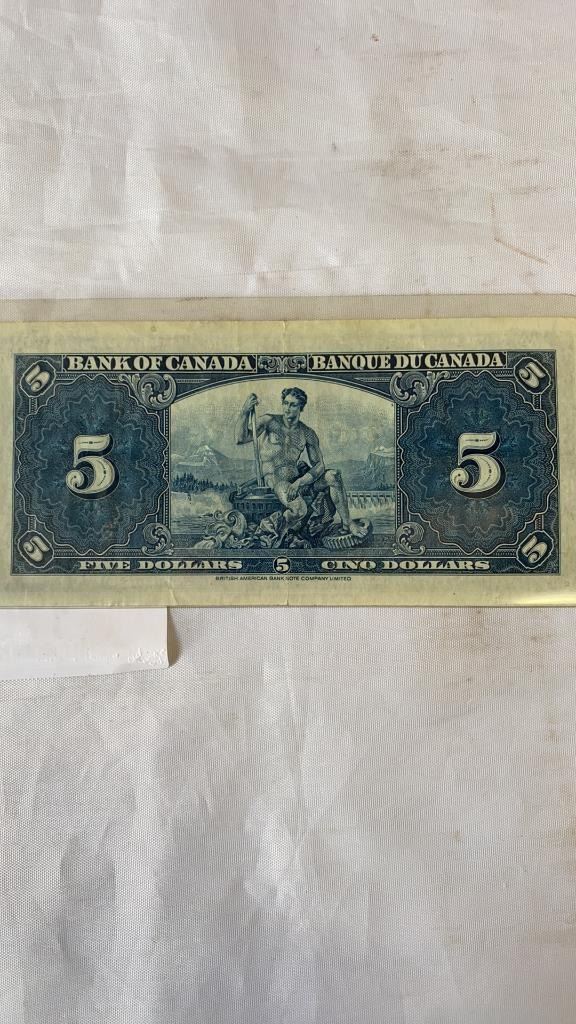 BANK OF CANADA BANQUE DU CANADA
5 5
5 5
5 5
FIVE DOLLARS 5 CINQ DOLLARS
BRITISH AMERICAN BANK NOTE COMPANY LIMITED